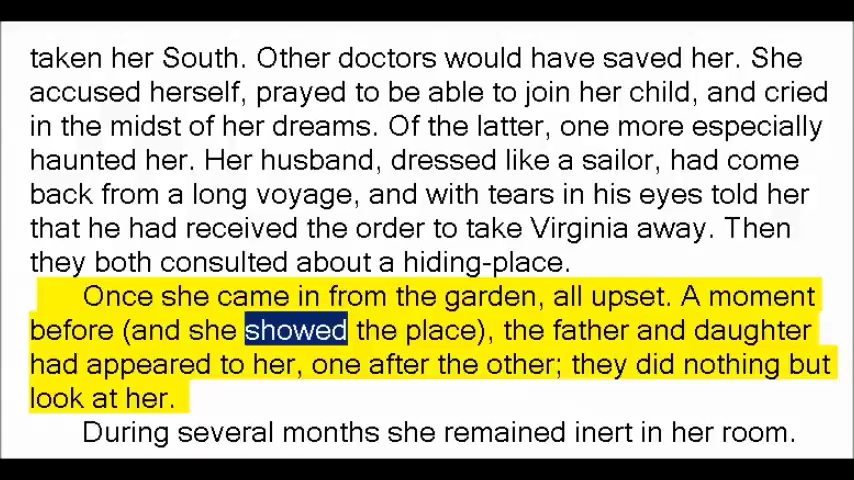 taken her South. Other doctors would have saved her. She
accused herself, prayed to be able to join her child, and cried
in the midst of her dreams. Of the latter, one more especially
haunted her. Her husband, dressed like a sailor, had come
back from a long voyage, and with tears in his eyes told her
that he had received the order to take Virginia away. Then
they both consulted about a hiding-place.
Once she came in from the garden, all upset. A moment
before (and she showed the place), the father and daughter
had appeared to her, one after the other; they did nothing but
look at her.
During several months she remained inert in her room.